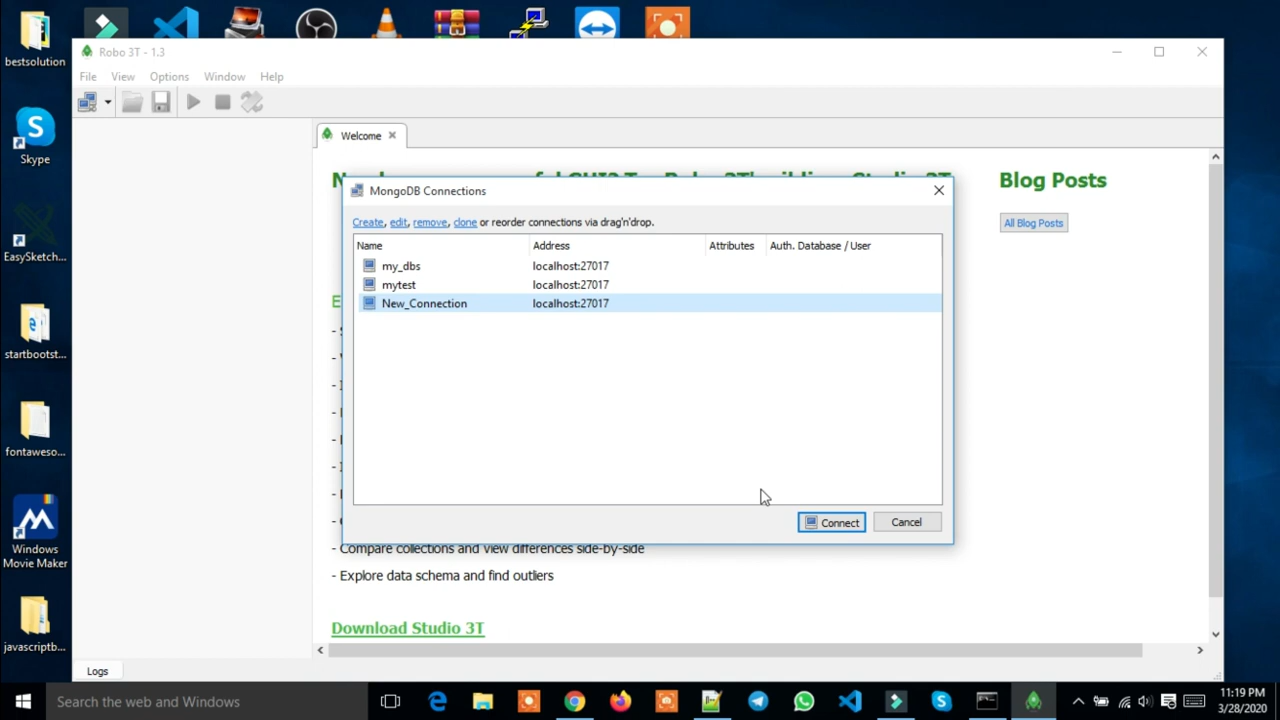 bestsolution
Skype
EasySketch...
startbootst...
fontaweso...
Windows
Movie Maker
javascriptb...
Robo 3T - 1.3
File View Options Window Help
Welcome
Blog Posts
All Blog Posts
MongoDB Connections
Create, edit, remove, clone or reorder connections via drag'n'drop.
Name Address Attributes Auth. Database / User
my_dbs localhost:27017
mytest localhost:27017
New_Connection localhost:27017
Connect Cancel
- Compare collections and view differences side-by-side
- Explore data schema and find outliers
Download Studio 3T
Logs
Search the web and Windows
11:19 PM
3/28/2020